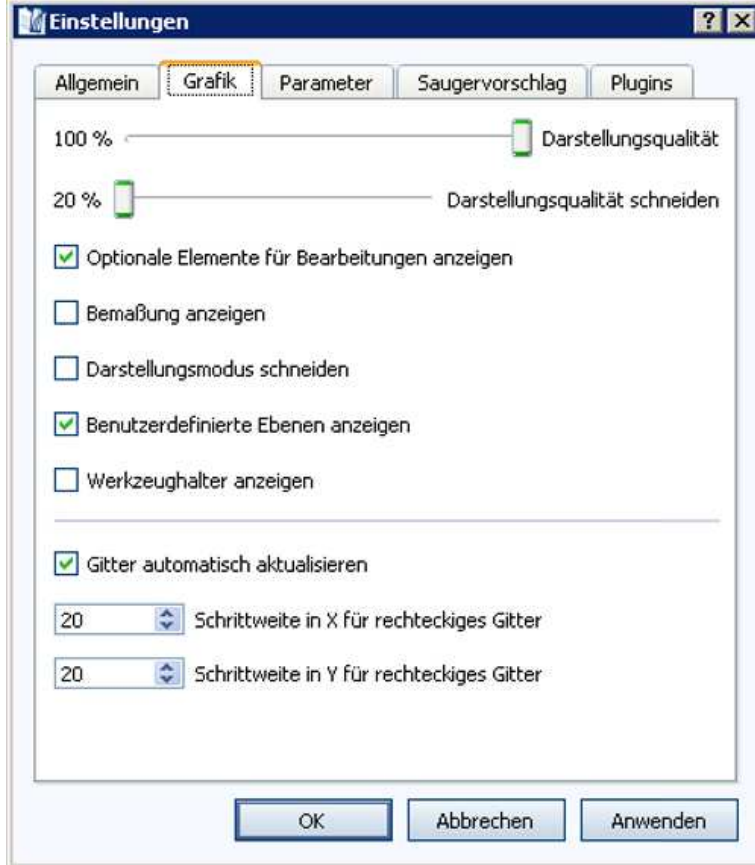 Einstellungen
Allgemein Grafik Parameter Saugervorschlag Plugins
100 % Darstellungsqualität
20 % Darstellungsqualität schneiden
Optionale Elemente für Bearbeitungen anzeigen
Bemaßung anzeigen
Darstellungsmodus schneiden
Benutzerdefinierte Ebenen anzeigen
Werkzeughalter anzeigen
Gitter automatisch aktualisieren
20 Schrittweite in X für rechteckiges Gitter
20 Schrittweite in Y für rechteckiges Gitter
OK Abbrechen Anwenden